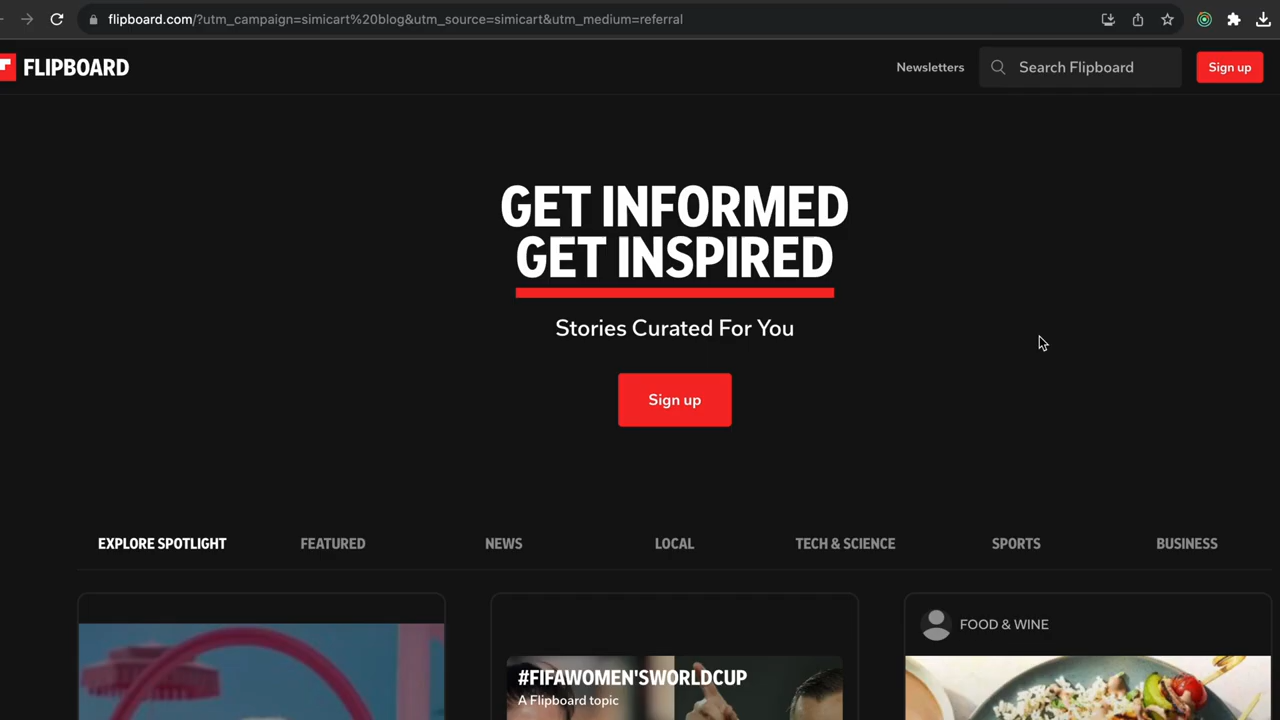 flipboard.com/?utm_campaign=simicart%20blog&utm_source=simicart&utm_medium=referral
FLIPBOARD
Newsletters
Search Flipboard
Sign up
GET INFORMED
GET INSPIRED
Stories Curated For You
Sign up
EXPLORE SPOTLIGHT
FEATURED
NEWS
LOCAL
TECH & SCIENCE
SPORTS
BUSINESS
FOOD & WINE
#FIFAWOMEN'SWORLDCUP
A Flipboard topic